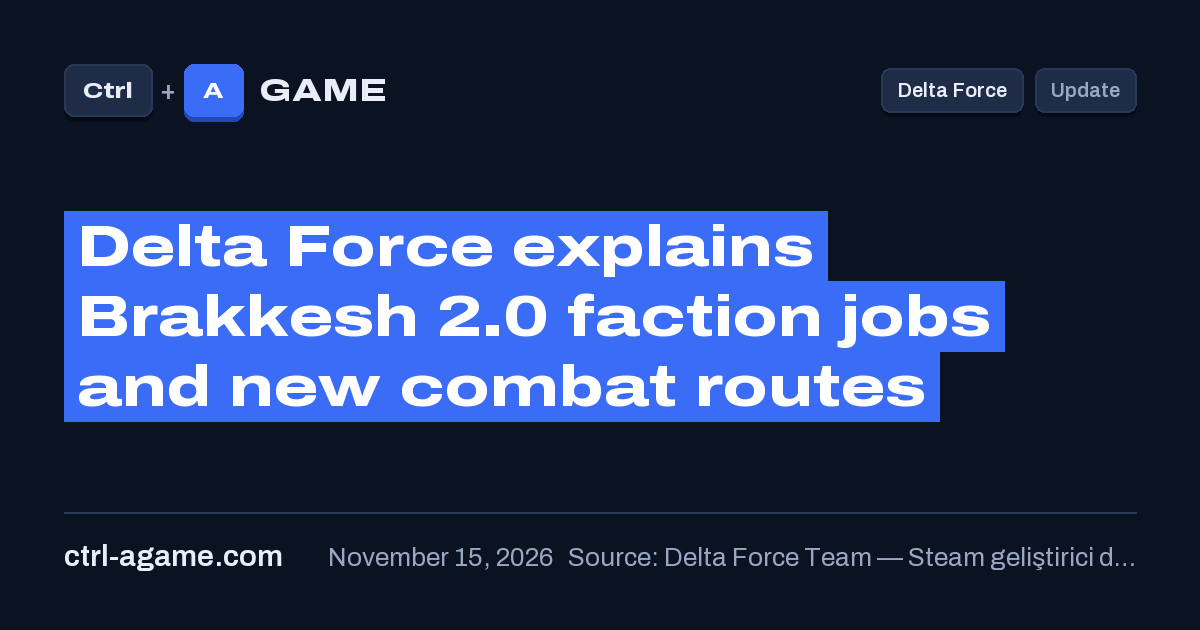 Ctrl + A GAME
Delta Force Update
Delta Force explains
Brakkesh 2.0 faction jobs
and new combat routes
ctrl-agame.com November 15, 2026 Source: Delta Force Team — Steam geliştirici d…